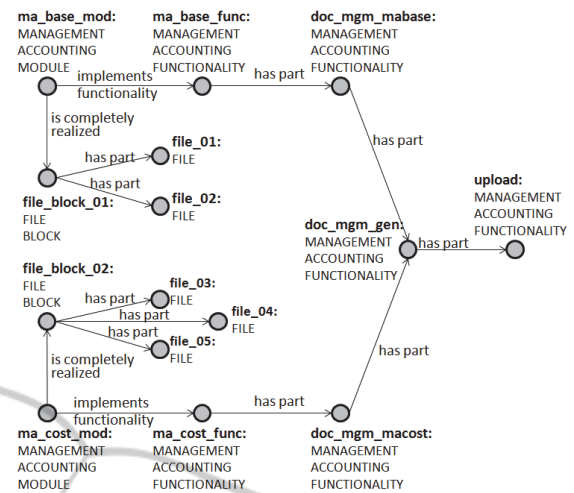 ma_base_mod:
MANAGEMENT
ACCOUNTING
MODULE
ma_base_func:
MANAGEMENT
ACCOUNTING
FUNCTIONALITY
doc_mgm_mabase:
MANAGEMENT
ACCOUNTING
FUNCTIONALITY
implements
functionality
has part
is completely
realized
has part
file_01:
FILE
has part
file_02:
FILE
file_block_01:
FILE
BLOCK
has part
upload:
MANAGEMENT
ACCOUNTING
FUNCTIONALITY
doc_mgm_gen:
MANAGEMENT
ACCOUNTING
FUNCTIONALITY
has part
file_block_02:
FILE
BLOCK
has part
file_03:
FILE
has part
file_04:
FILE
has part
file_05:
FILE
is completely
realized
has part
implements
functionality
has part
ma_cost_mod:
MANAGEMENT
ACCOUNTING
MODULE
ma_cost_func:
MANAGEMENT
ACCOUNTING
FUNCTIONALITY
doc_mgm_macost:
MANAGEMENT
ACCOUNTING
FUNCTIONALITY